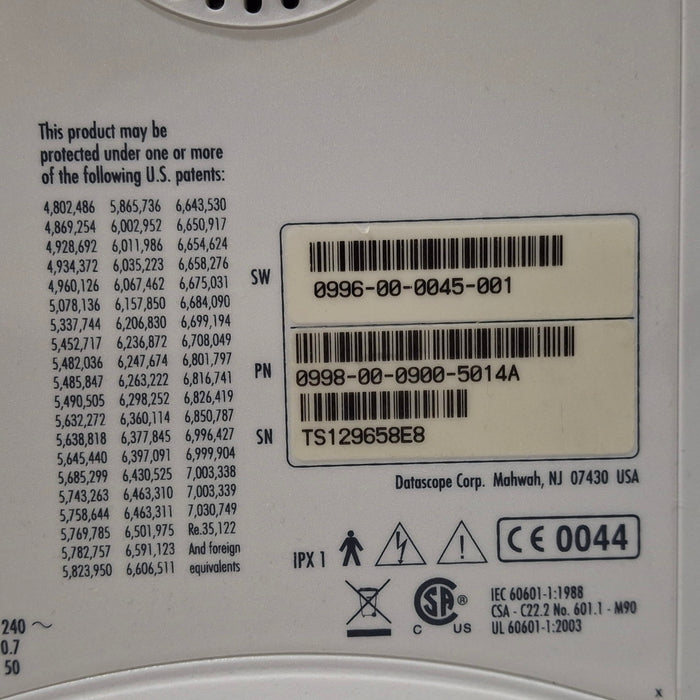 This product may be
protected under one or more
of the following U.S. patents:
4,802,486 5,865,736 6,643,530
4,869,254 6,002,952 6,650,917
4,928,692 6,011,986 6,654,624
4,934,372 6,035,223 6,658,276
4,960,126 6,067,462 6,675,031
5,078,136 6,157,850 6,684,090
5,337,744 6,206,830 6,699,194
5,452,717 6,236,872 6,708,049
5,482,036 6,247,674 6,801,797
5,485,847 6,263,222 6,816,741
5,490,505 6,298,252 6,826,419
5,632,272 6,360,114 6,850,787
5,638,818 6,377,845 6,996,427
5,645,440 6,397,091 6,999,904
5,685,299 6,430,525 7,003,338
5,743,263 6,463,310 7,003,339
5,758,644 6,463,311 7,030,749
5,769,785 6,501,975 Re.35,122
5,782,757 6,591,123 And foreign
5,823,950 6,606,511 equivalents
SW
0996-00-0045-001
PN
0998-00-0900-5014A
SN
TS129658E8
Datascope Corp. Mahwah, NJ 07430 USA
IPX 1
CE 0044
C SA ® US
IEC 60601-1:1988
CSA - C22.2 No. 601.1 - M90
UL 60601-1:2003
240 ~
0.7
50
x